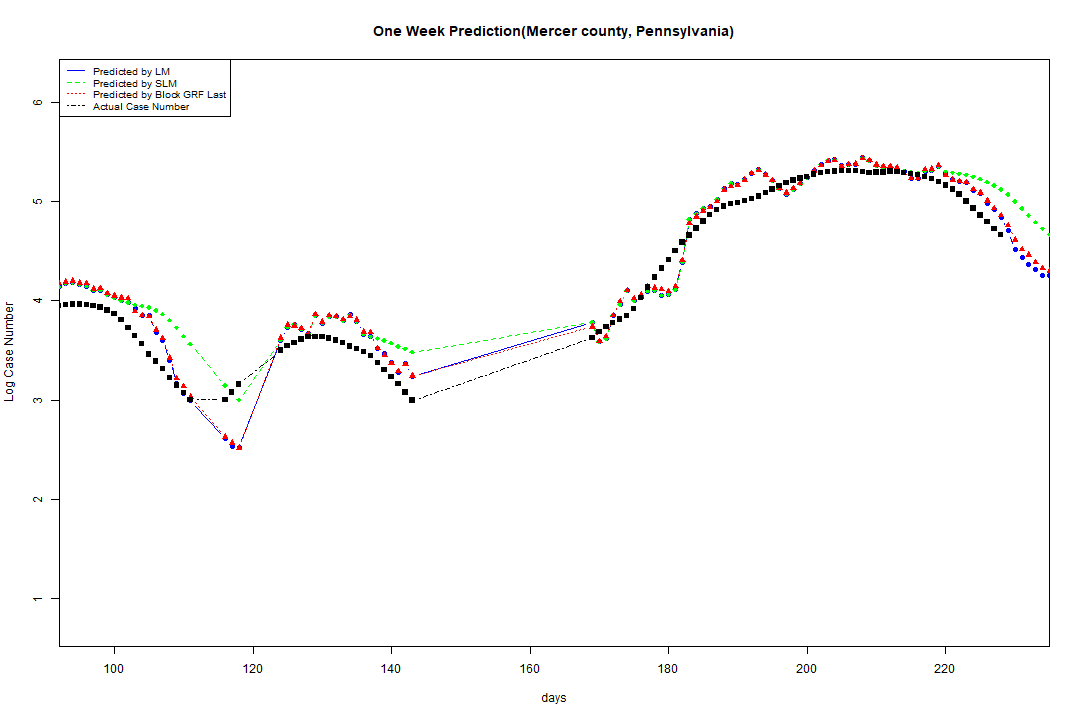 One Week Prediction(Mercer county, Pennsylvania)
Predicted by LM
Predicted by SLM
Predicted by Block GRF Last
Actual Case Number
6
5
4
3
2
1
Log Case Number
100 120 140 160 180 200 220
days